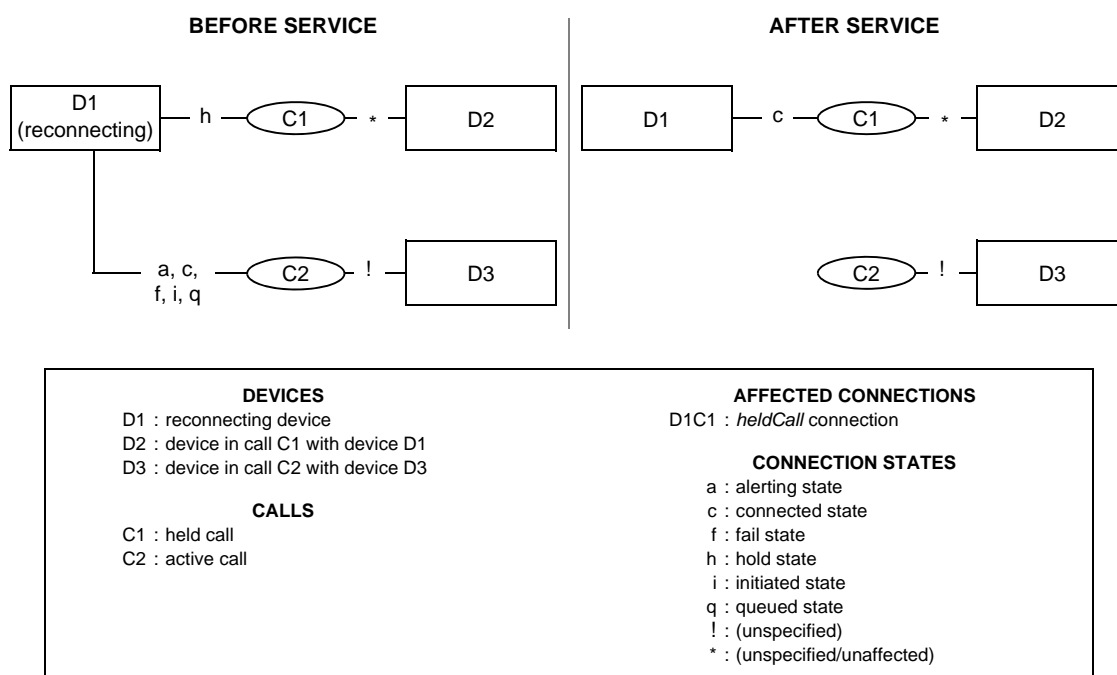 BEFORE SERVICE
AFTER SERVICE
D1
(reconnecting)
h
C1
*
D2
D1
c
C1
*
D2
a, c,
f, i, q
C2
!
D3
C2
!
D3
DEVICES
D1 : reconnecting device
D2 : device in call C1 with device D1
D3 : device in call C2 with device D3
CALLS
C1 : held call
C2 : active call
AFFECTED CONNECTIONS
D1C1 : heldCall connection
CONNECTION STATES
a : alerting state
c : connected state
f : fail state
h : hold state
i : initiated state
q : queued state
! : (unspecified)
* : (unspecified/unaffected)